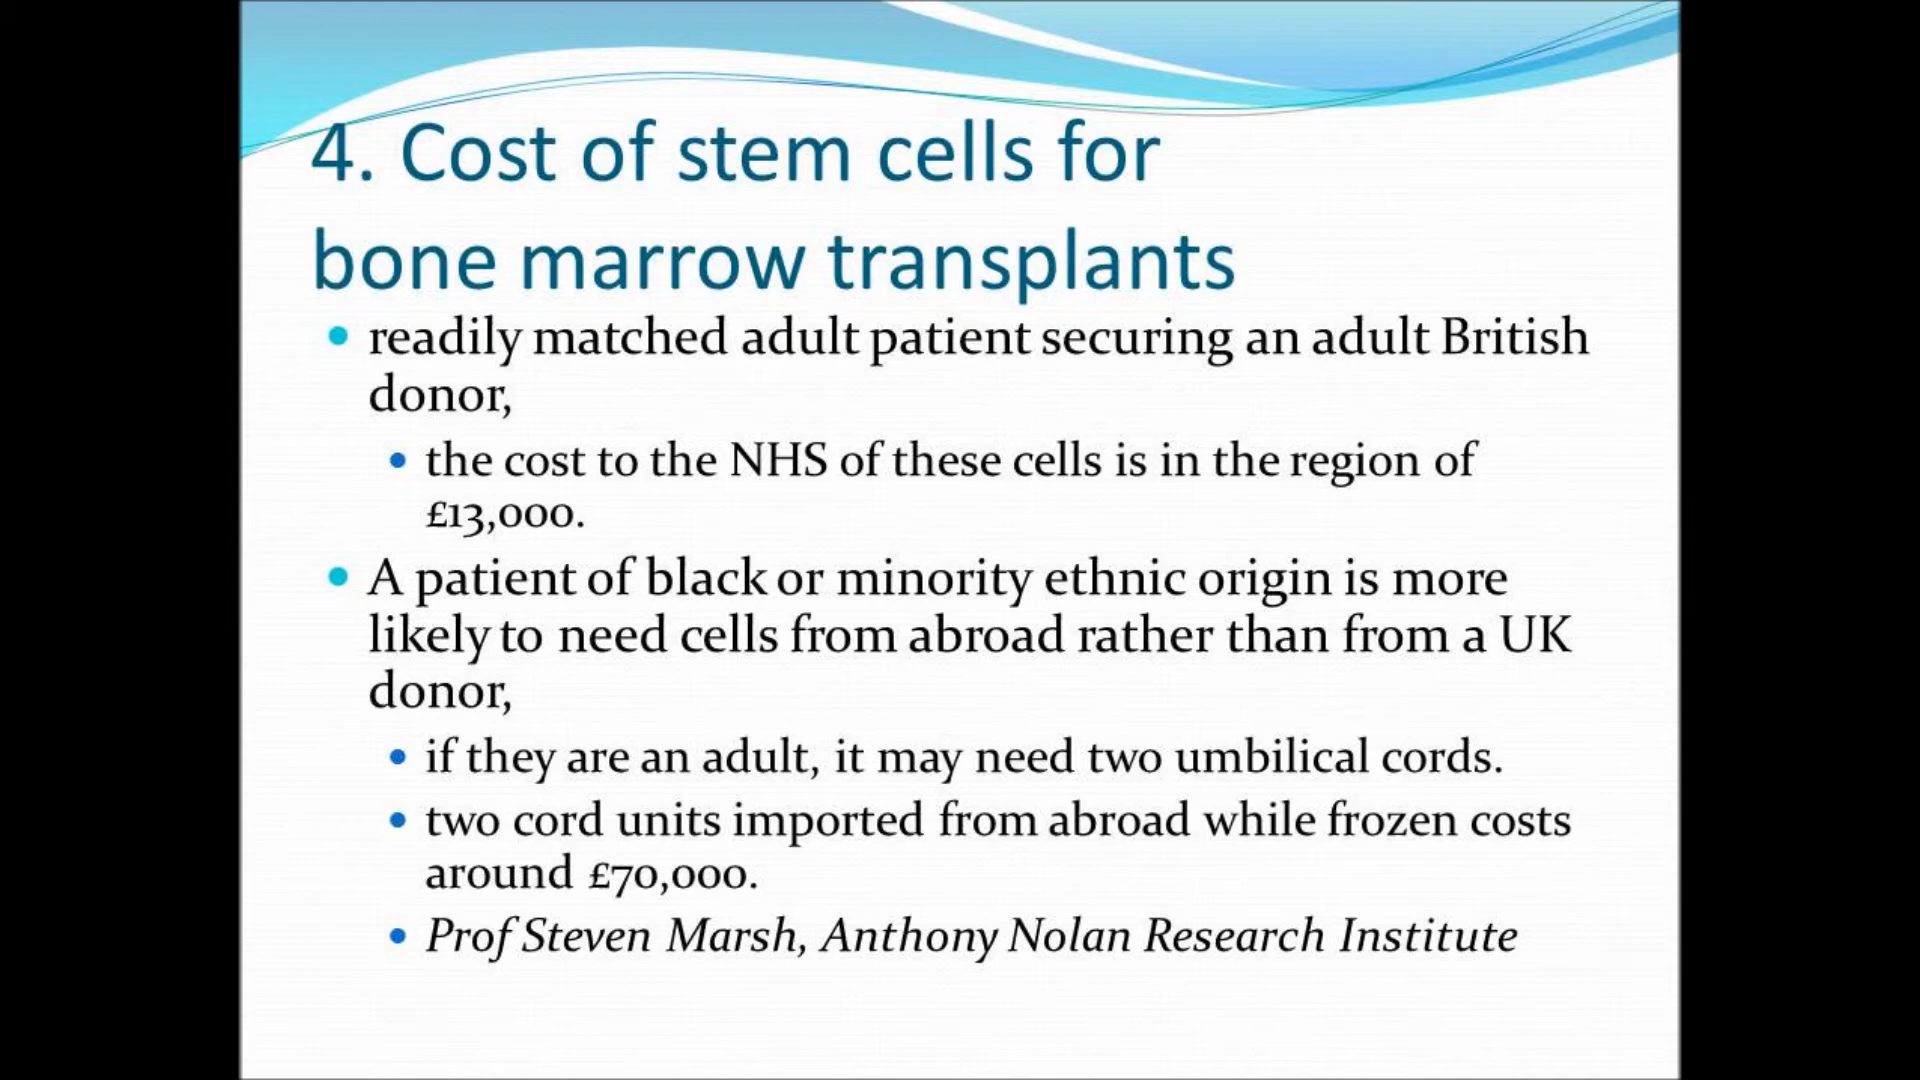 4. Cost of stem cells for
bone marrow transplants
• readily matched adult patient securing an adult British
donor,
• the cost to the NHS of these cells is in the region of
£13,000.
• A patient of black or minority ethnic origin is more
likely to need cells from abroad rather than from a UK
donor,
• if they are an adult, it may need two umbilical cords.
• two cord units imported from abroad while frozen costs
around £70,000.
• Prof Steven Marsh, Anthony Nolan Research Institute